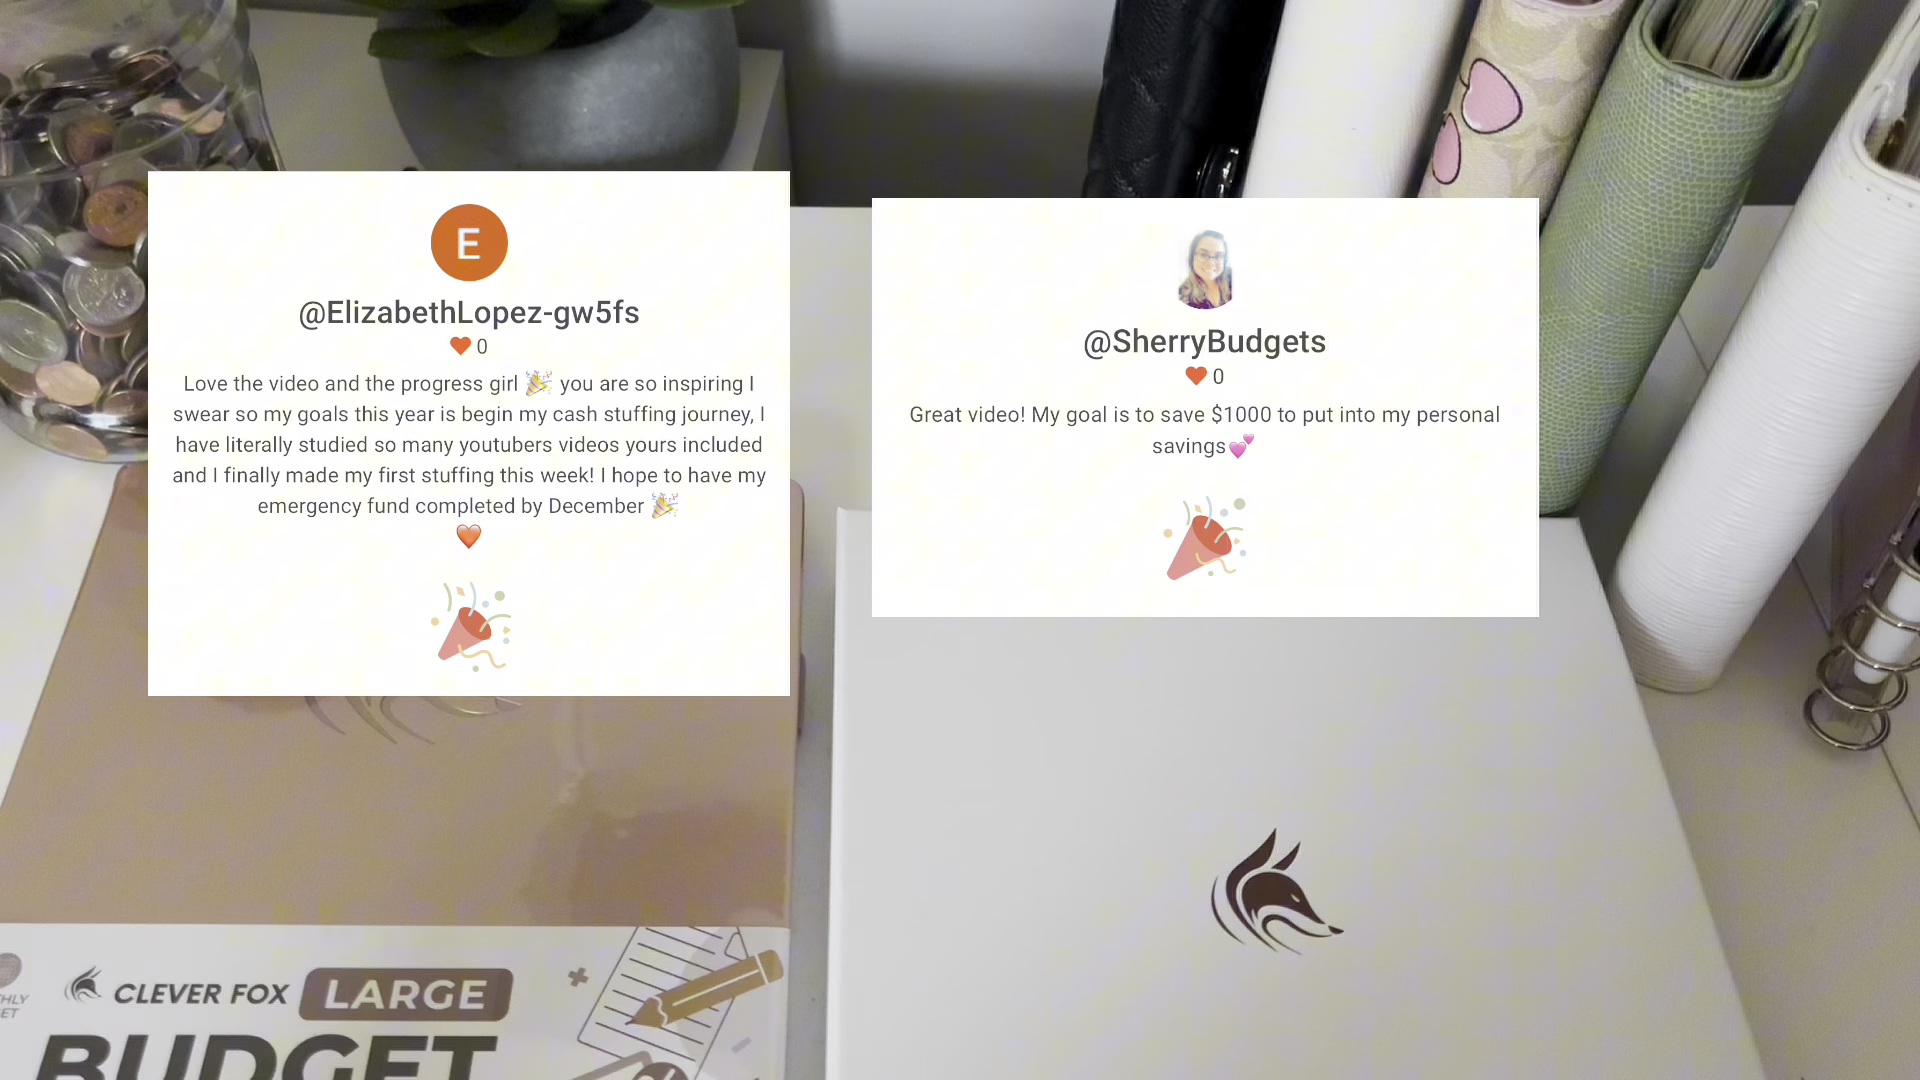 E
@ElizabethLopez-gw5fs
0
Love the video and the progress girl 🎉 you are so inspiring I
swear so my goals this year is begin my cash stuffing journey, I
have literally studied so many youtubers videos yours included
and I finally made my first stuffing this week! I hope to have my
emergency fund completed by December 🎉
🧡
@SherryBudgets
0
Great video! My goal is to save $1000 to put into my personal
savings💕
CLEVER FOX LARGE
BUDGET